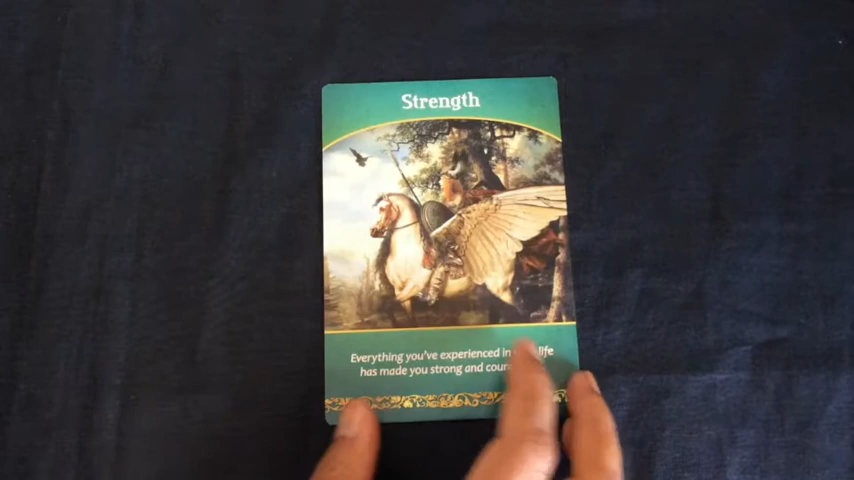 Strength
Everything you've experienced in life
has made you strong and